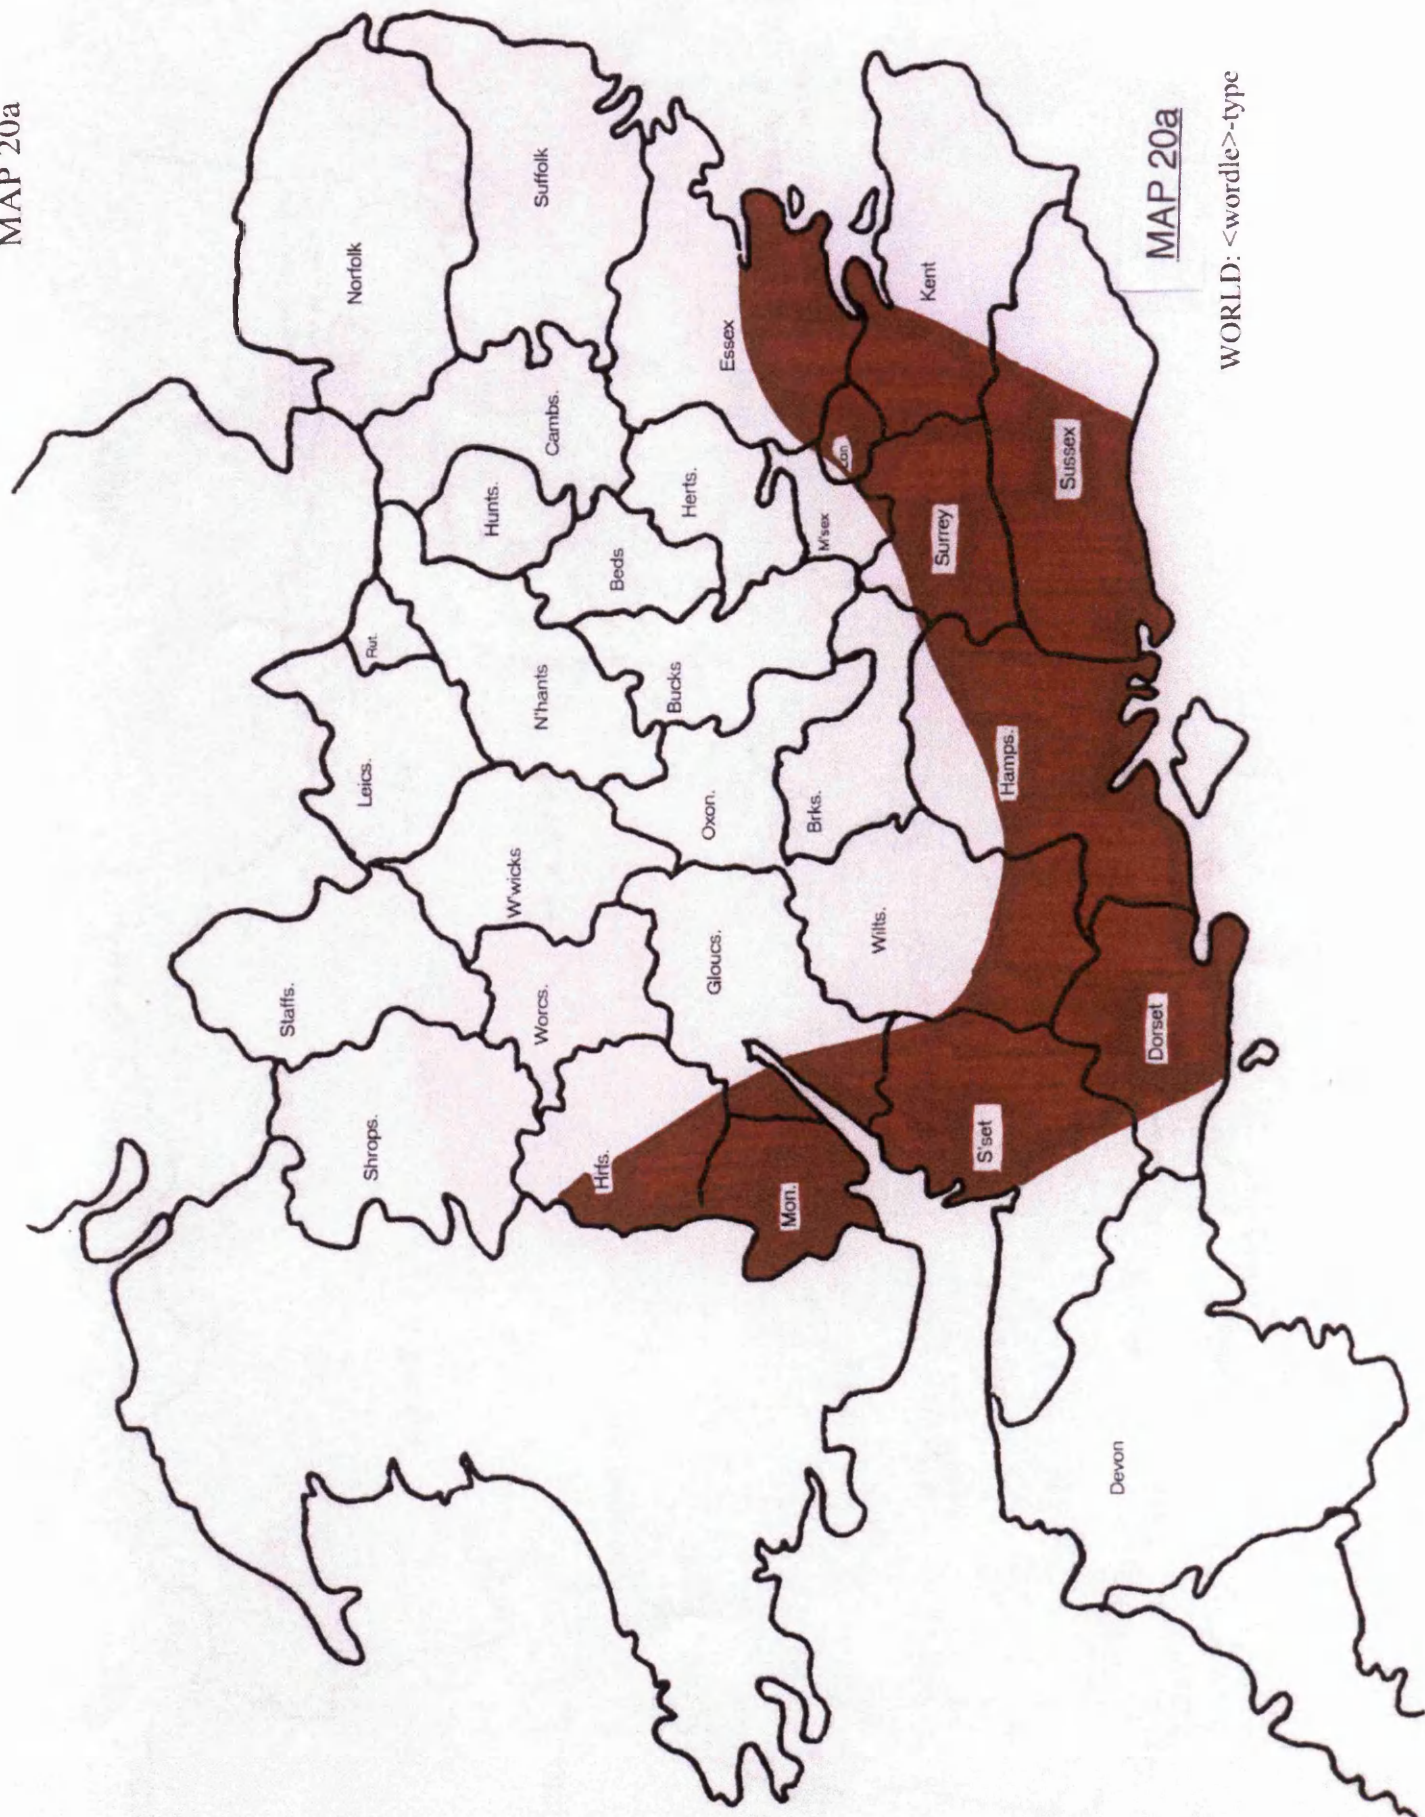 MAP 20a
Norfolk
Suffolk
Cambs.
Hunts.
Rut.
Leics.
N'hants
Beds
Herts.
Essex
Bucks
M'sex
Lon
Kent
Staffs.
W'wicks
Oxon.
Brks.
Surrey
Sussex
Shrops.
Worcs.
Gloucs.
Wilts.
Hamps.
Hrfs.
Mon.
S'set
Dorset
Devon
MAP 20a
WORLD: <wordle>-type